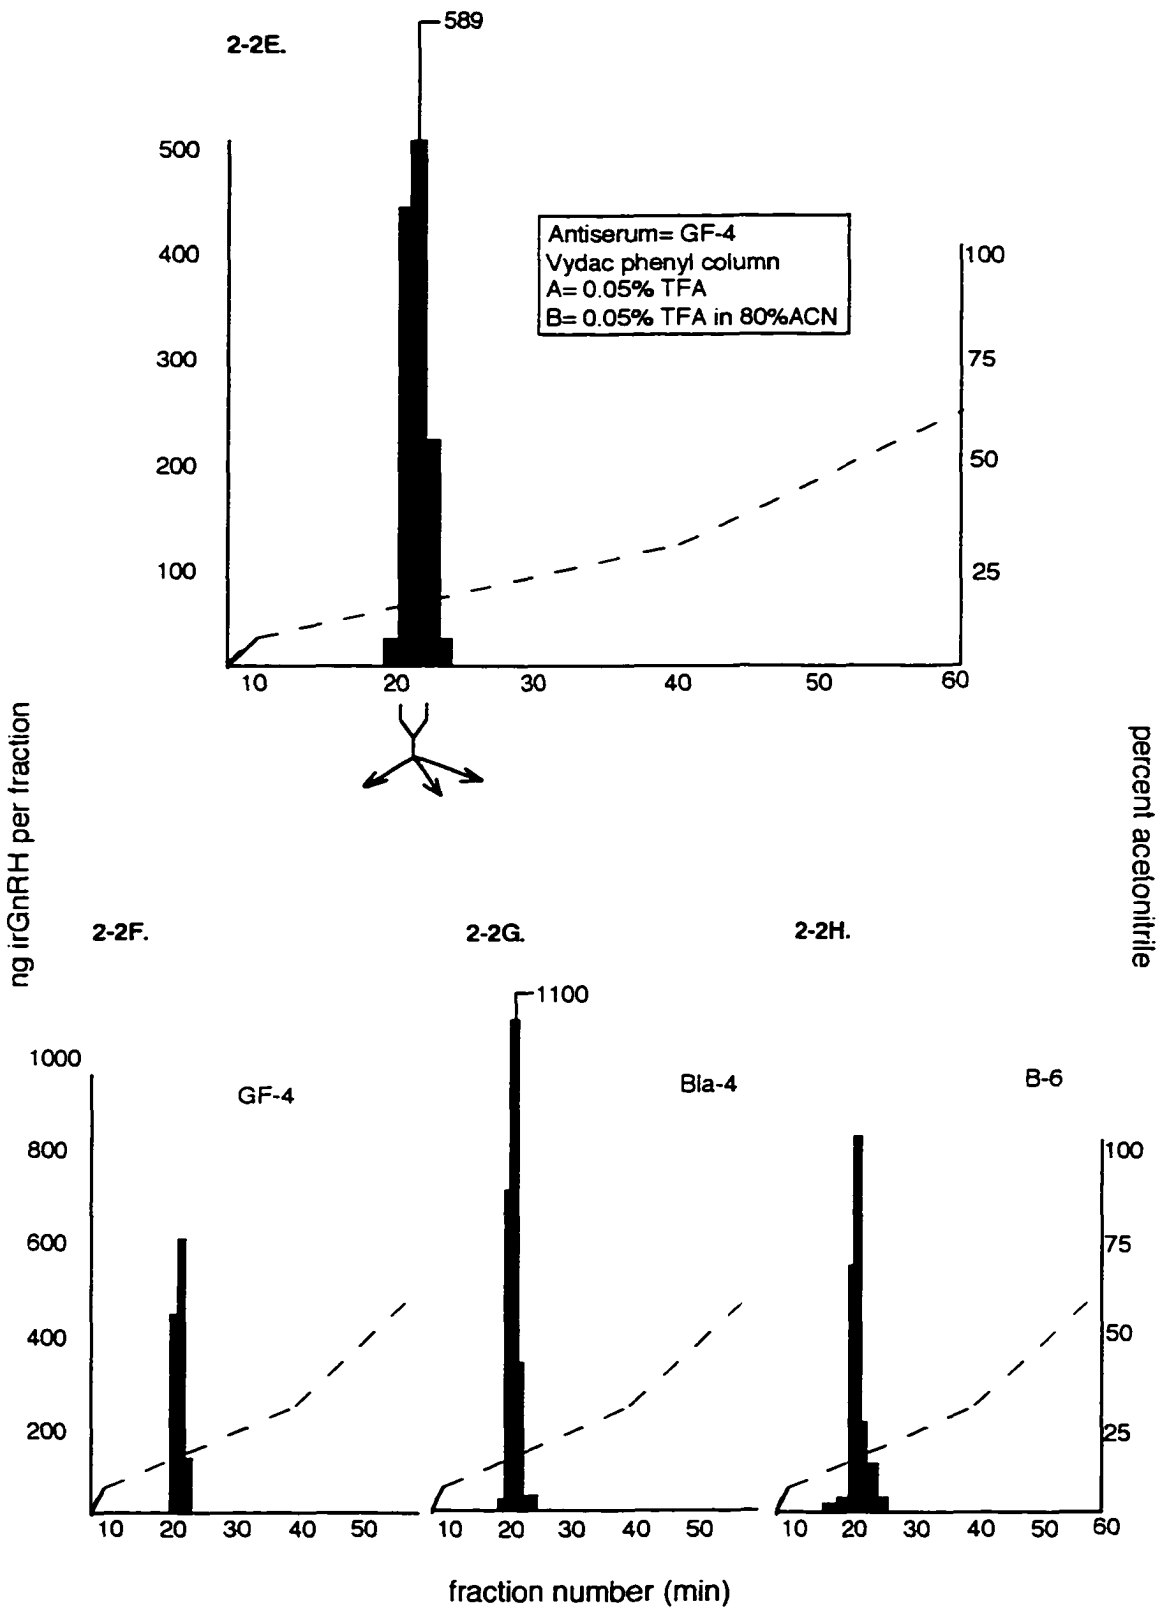 2-2E.
589
500
400
300
200
100
Antiserum= GF-4
Vydac phenyl column
A= 0.05% TFA
B= 0.05% TFA in 80%ACN
100
75
50
25
10 20 30 40 50 60
ng irGnRH per fraction
percent acetonitrile
2-2F.
2-2G.
2-2H.
1000
800
600
400
200
GF-4
10 20 30 40 50
1100
Bla-4
10 20 30 40 50
B-6
100
75
50
25
10 20 30 40 50 60
fraction number (min)